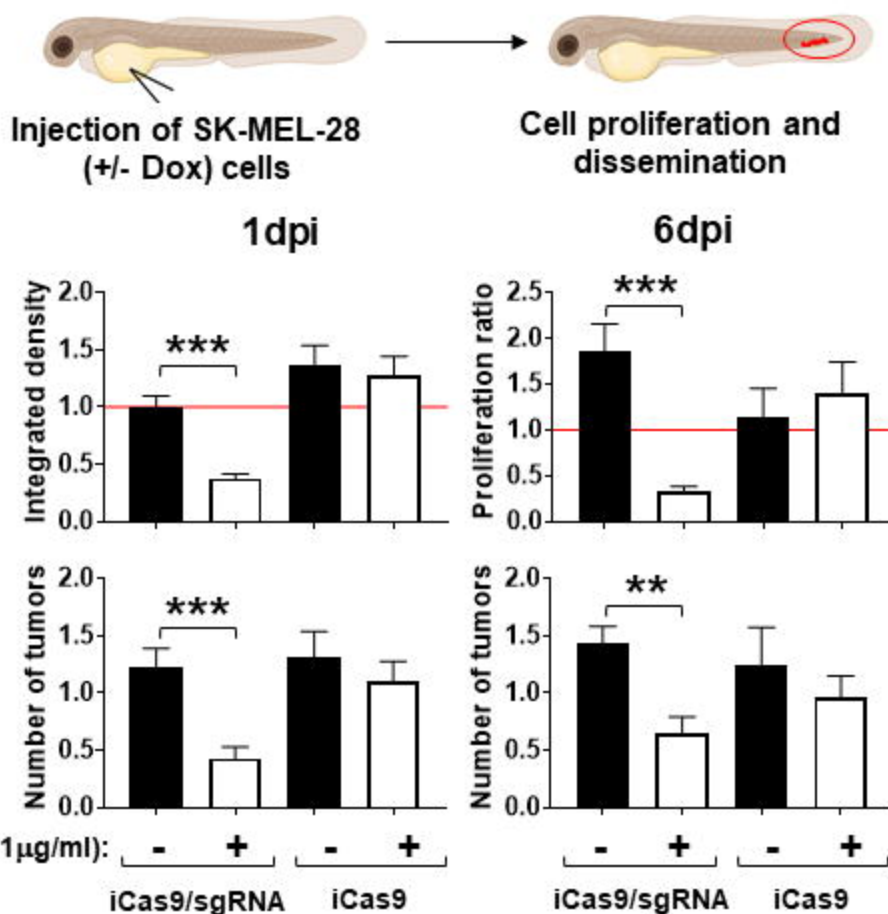 Injection of SK-MEL-28
(+/- Dox) cells
Cell proliferation and
dissemination
1dpi
6dpi
Integrated density
2.0
1.5
1.0
0.5
0.0
***
Proliferation ratio
2.5
2.0
1.5
1.0
0.5
0.0
***
Number of tumors
2.0
1.5
1.0
0.5
0.0
***
Number of tumors
2.0
1.5
1.0
0.5
0.0
**
1µg/ml):
- + - +
- + - +
iCas9/sgRNA iCas9
iCas9/sgRNA iCas9